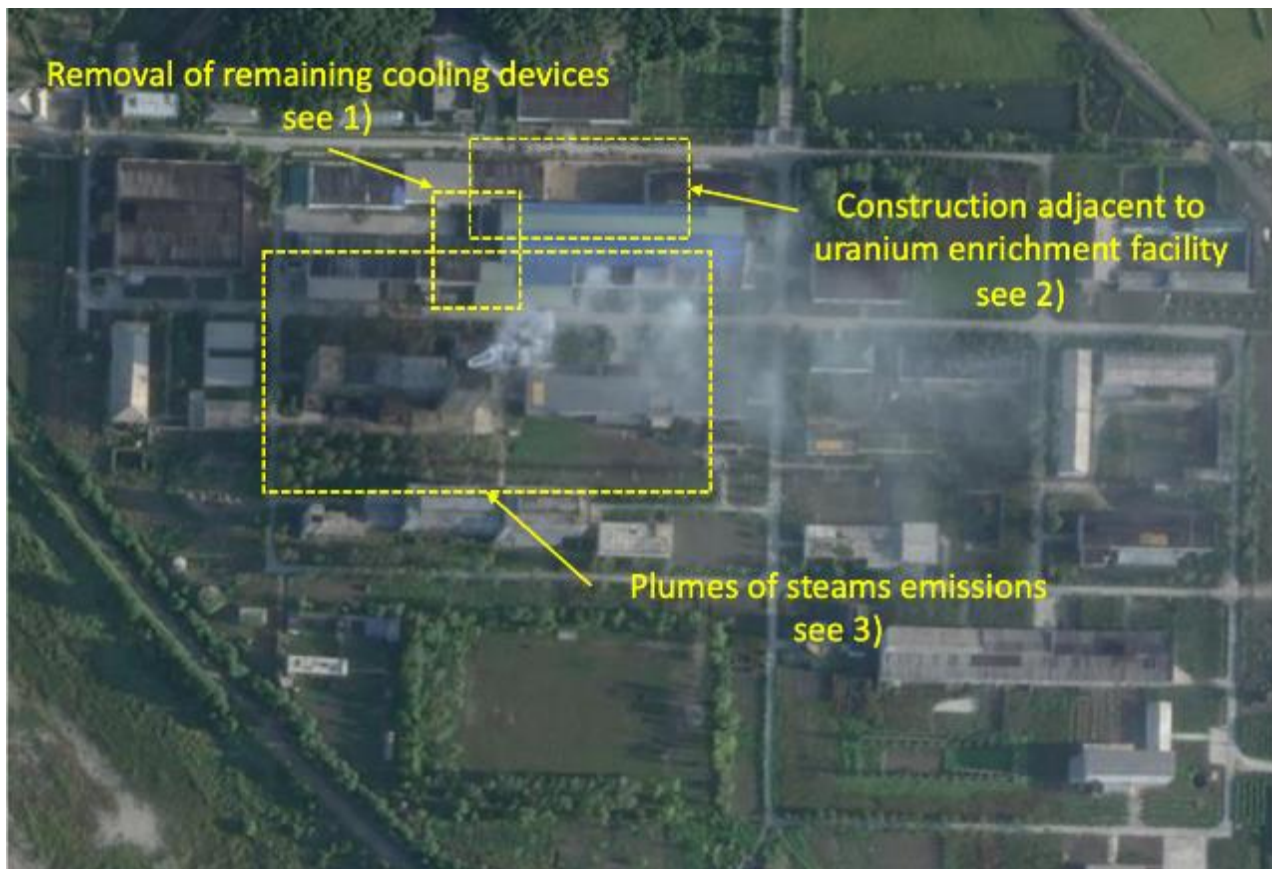 Removal of remaining cooling devices
see 1)
Construction adjacent to
uranium enrichment facility
see 2)
Plumes of steams emissions
see 3)